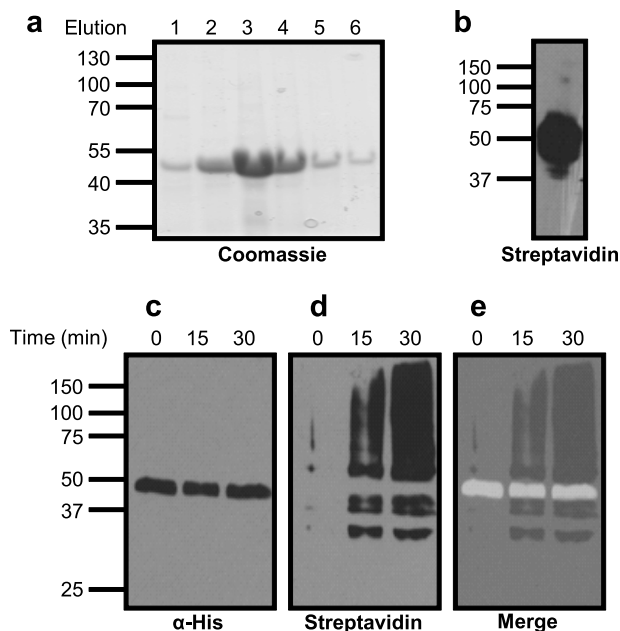 a
Elution 1 2 3 4 5 6
130
100
70
55
40
35
Coomassie
b
150
100
75
50
37
Streptavidin
c d e
Time (min) 0 15 30 0 15 30 0 15 30
150
100
75
50
37
25
α-His Streptavidin Merge